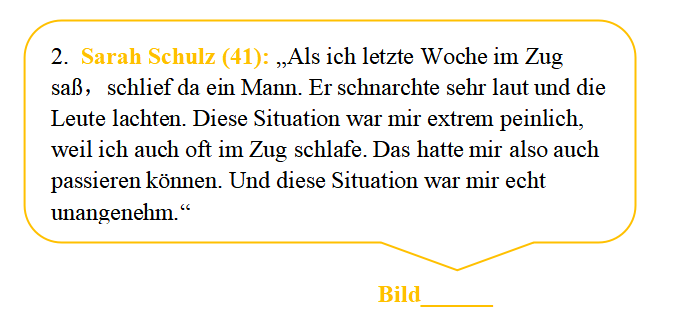 2. Sarah Schulz (41): „Als ich letzte Woche im Zug
saß，schlief da ein Mann. Er schnarchte sehr laut und die
Leute lachten. Diese Situation war mir extrem peinlich,
weil ich auch oft im Zug schlafe. Das hatte mir also auch
passieren können. Und diese Situation war mir echt
unangenehm.“
Bild______